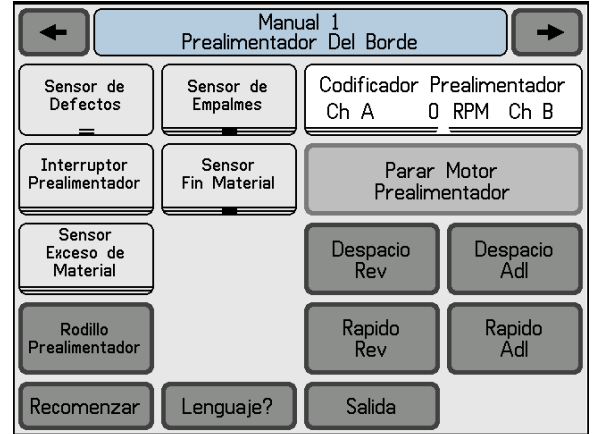 Manual 1
Prealimentador Del Borde
Sensor de
Defectos
Sensor de
Empalmes
Codificador Prealimentador
Ch A 0 RPM Ch B
Interruptor
Prealimentador
Sensor
Fin Material
Parar Motor
Prealimentador
Sensor
Exceso de
Material
Despacio
Rev
Despacio
Adl
Rodillo
Prealimentador
Rapido
Rev
Rapido
Adl
Recomenzar
Lenguaje?
Salida